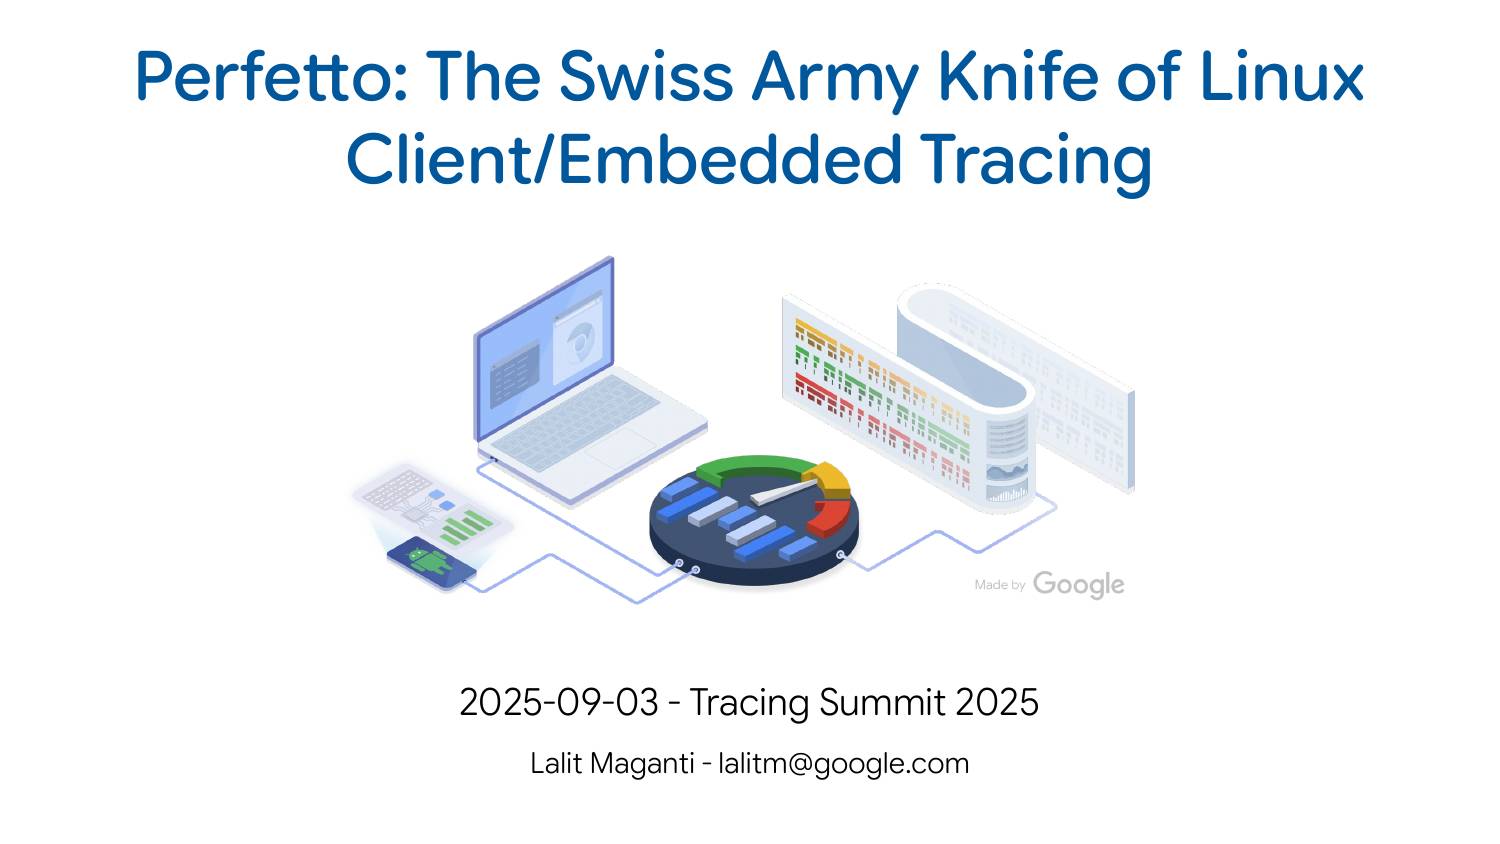 Perfetto: The Swiss Army Knife of Linux
Client/Embedded Tracing
Made by Google
2025-09-03 - Tracing Summit 2025
Lalit Maganti - lalitm@google.com